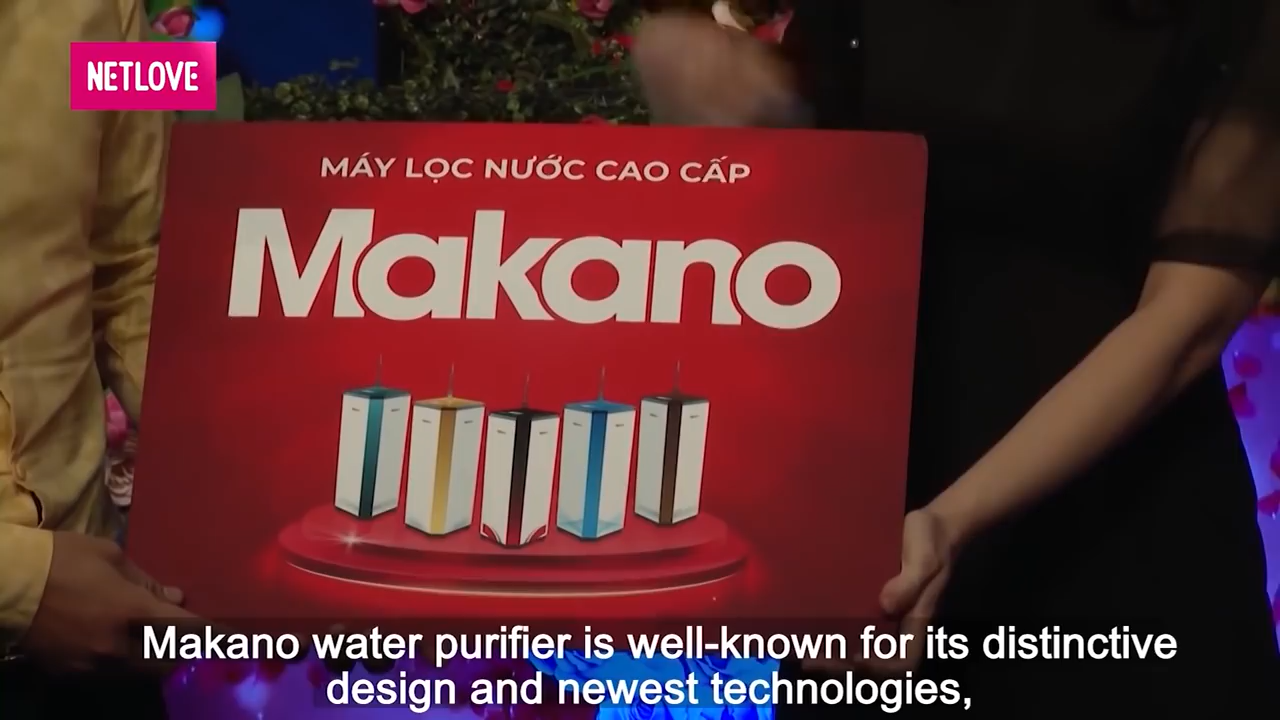 NETLOVE
MÁY LỌC NƯỚC CAO CẤP
Makano
Makano water purifier is well-known for its distinctive
design and newest technologies,